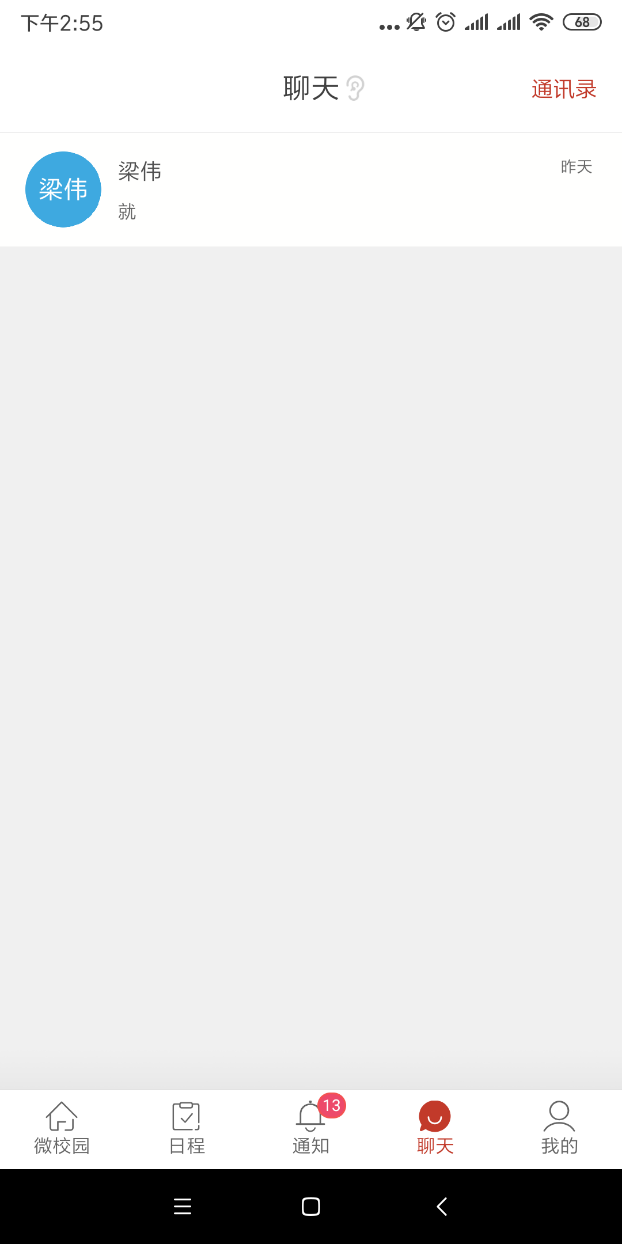 下午2:55
68
聊天
通讯录
梁伟
梁伟
昨天
就
13
微校园
日程
通知
聊天
我的